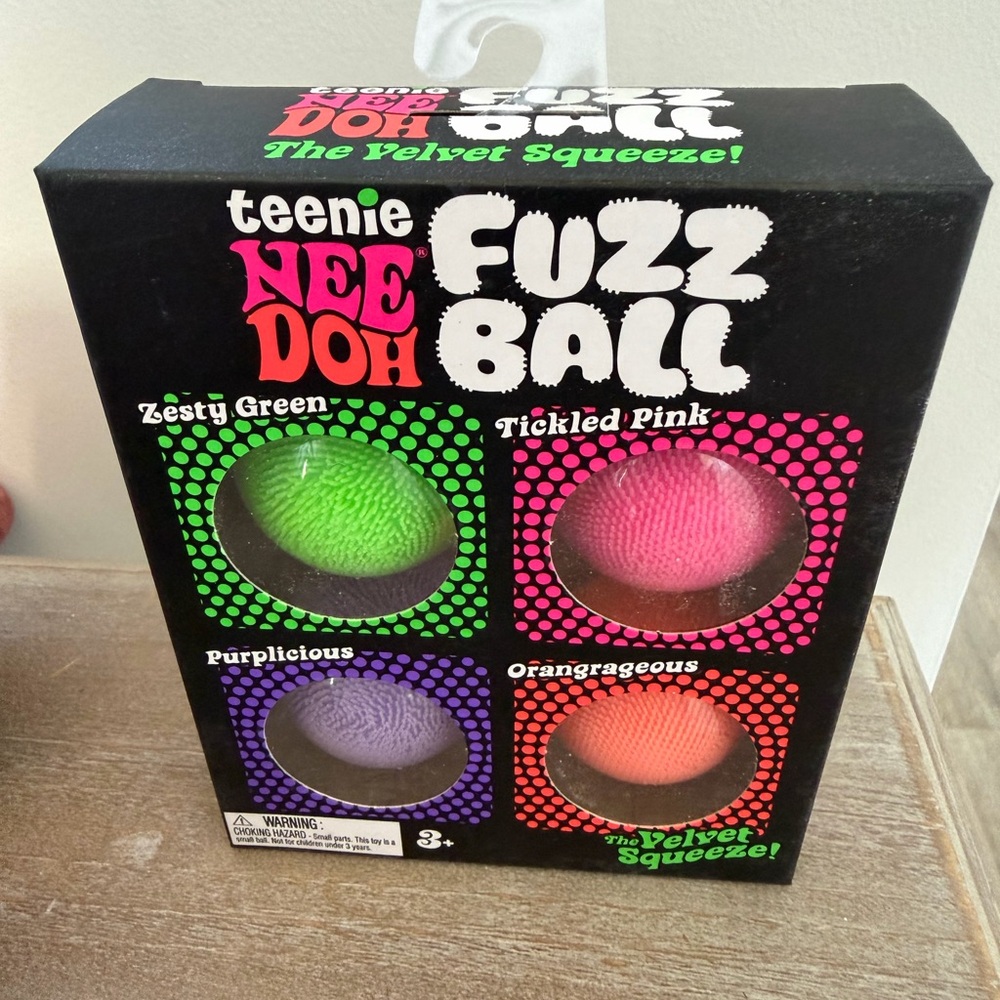 teenie
NEE FUZZ
DOH BALL
The Velvet Squeeze!
teenie
NEE®
DOH
FUZZ
BALL
Zesty Green
Tickled Pink
Purplicious
Orangrageous
WARNING:
CHOKING HAZARD - Small parts. This toy is a
small ball. Not for children under 3 years.
3+
The Velvet
Squeeze!